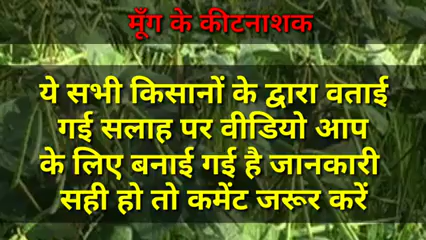 मूँग के कीटनाशक
ये सभी किसानों के द्वारा वताई
गई सलाह पर वीडियो आप
के लिए बनाई गई है जानकारी
सही हो तो कमेंट जरूर करें